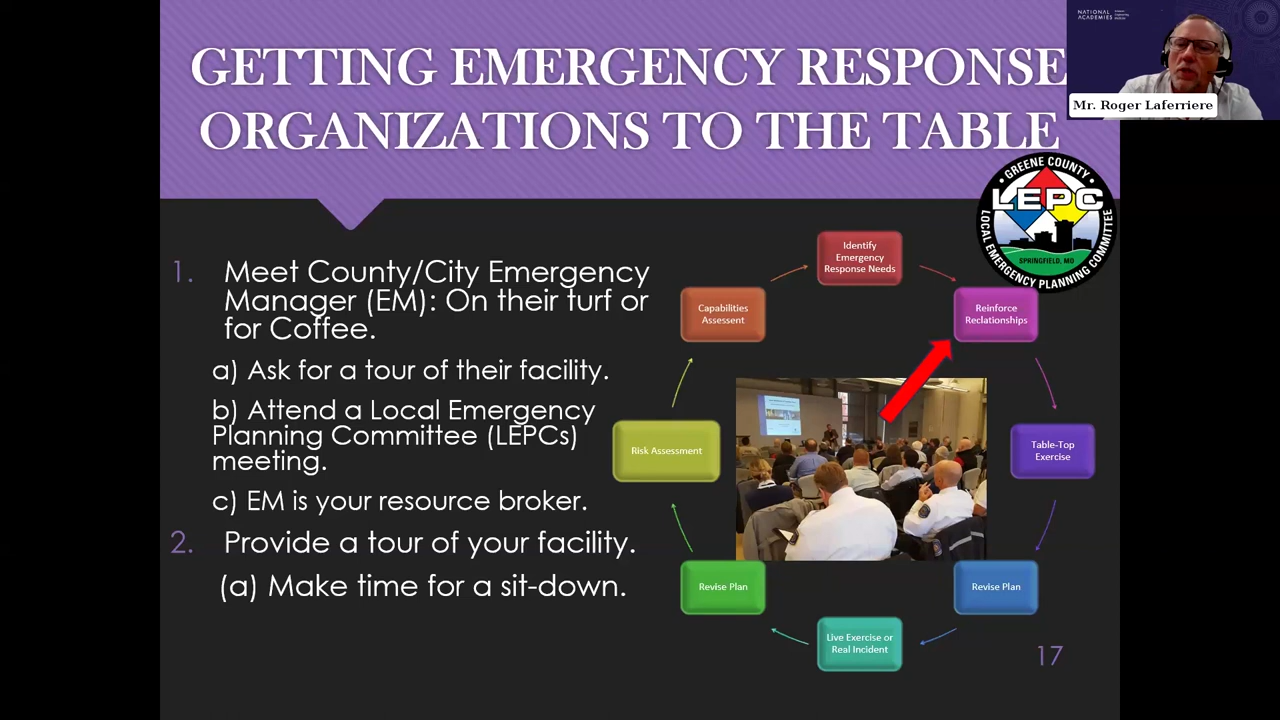 GETTING EMERGENCY RESPONSE
ORGANIZATIONS TO THE TABLE
NATIONAL
ACADEMIES
Mr. Roger Laferriere
GREENE COUNTY
LEPC
LOCAL EMERGENCY PLANNING COMMITTEE
SPRINGFIELD, MO
1. Meet County/City Emergency
Manager (EM): On their turf or
for Coffee.
a) Ask for a tour of their facility.
b) Attend a Local Emergency
Planning Committee (LEPCs)
meeting.
c) EM is your resource broker.
2. Provide a tour of your facility.
(a) Make time for a sit-down.
Identify
Emergency
Response Needs
Reinforce
Reclationships
Table-Top
Exercise
Revise Plan
Live Exercise or
Real Incident
Revise Plan
Risk Assessment
Capabilities
Assessent
17